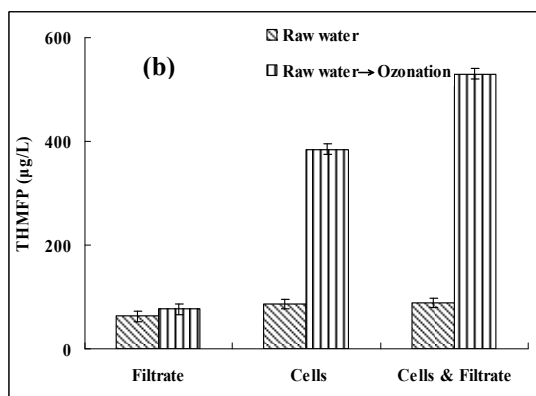 600
400
200
0
THMFP (µg/L)
(b)
Raw water
Raw water→Ozonation
Filtrate
Cells
Cells & Filtrate